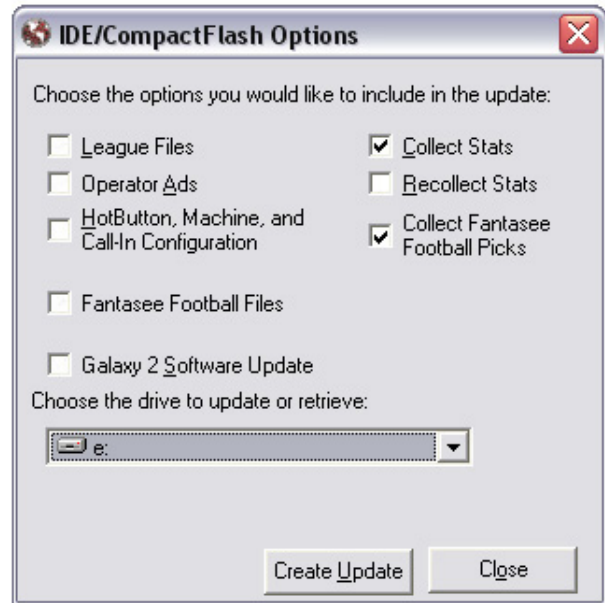 IDE/CompactFlash Options
Choose the options you would like to include in the update:
League Files
Operator Ads
HotButton, Machine, and
Call-In Configuration
Fantasee Football Files
Galaxy 2 Software Update
Collect Stats
Recollect Stats
Collect Fantasee
Football Picks
Choose the drive to update or retrieve:
e:
Create Update
Close